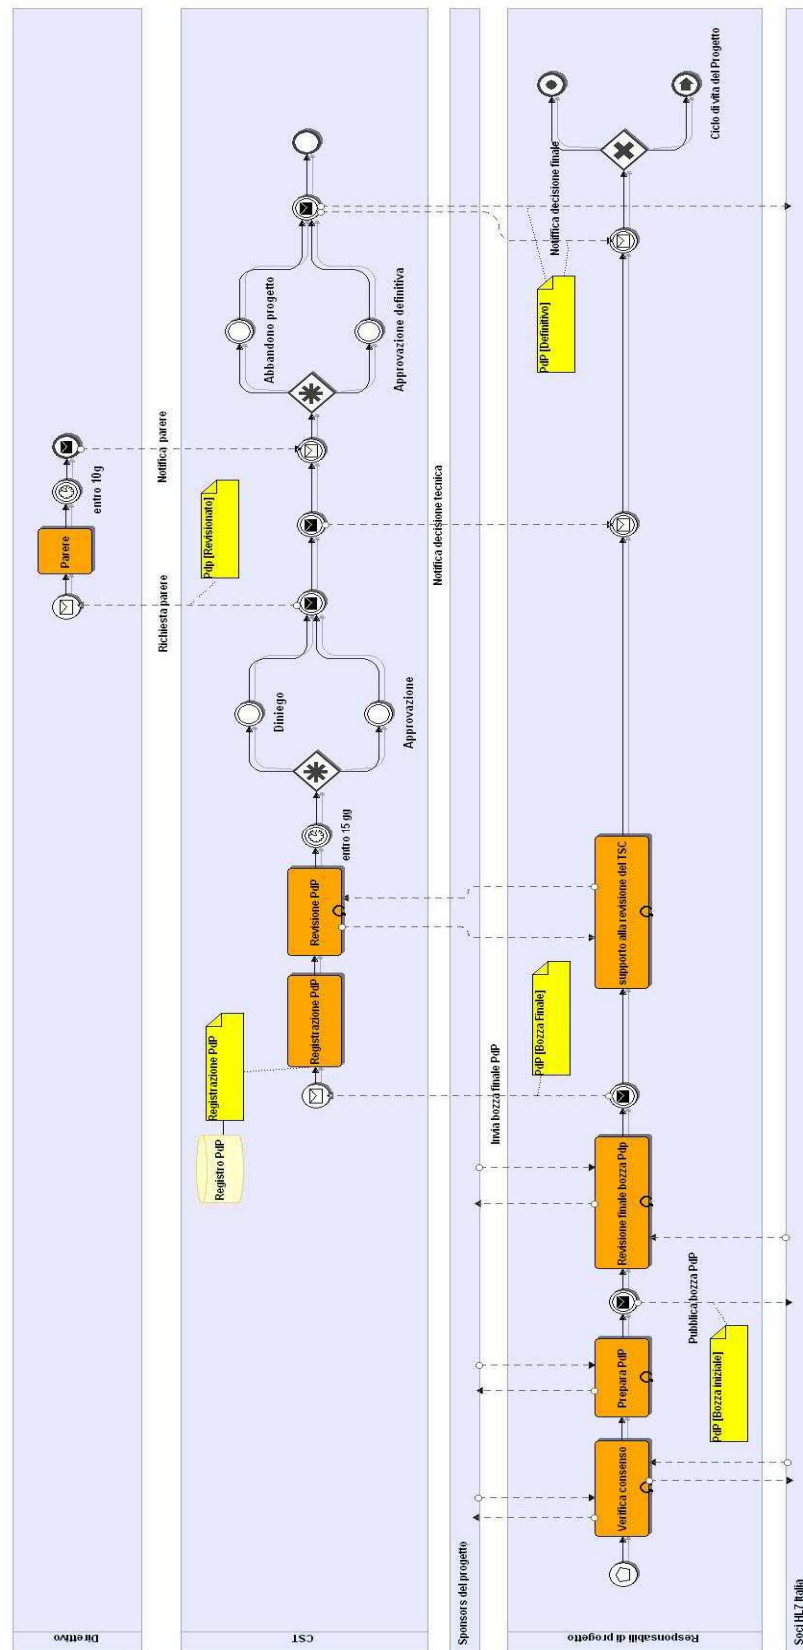 Direttivo
Richiesta parere
Parere
entro 10g
Notifica parere
Pdp [Revisionato]
CST
Registro PdP
Registrazione PdP
Registrazione PdP
Revisione PdP
entro 15 gg
Diniego
Approvazione
Abbandono progetto
Approvazione definitiva
Notifica decisione tecnica
Sponsors del progetto
Invia bozza finale PdP
Responsabili di progetto
Verifica consenso
Prepara PdP
PdP [Bozza iniziale]
Pubblica bozza PdP
Revisione finale bozza Pdp
PdP [Bozza Finale]
supporto alla revisione del TSC
PdP [Definitivo]
Notiffica decisione finale
Ciclo di vita del Progetto
Soci HL7 Italia